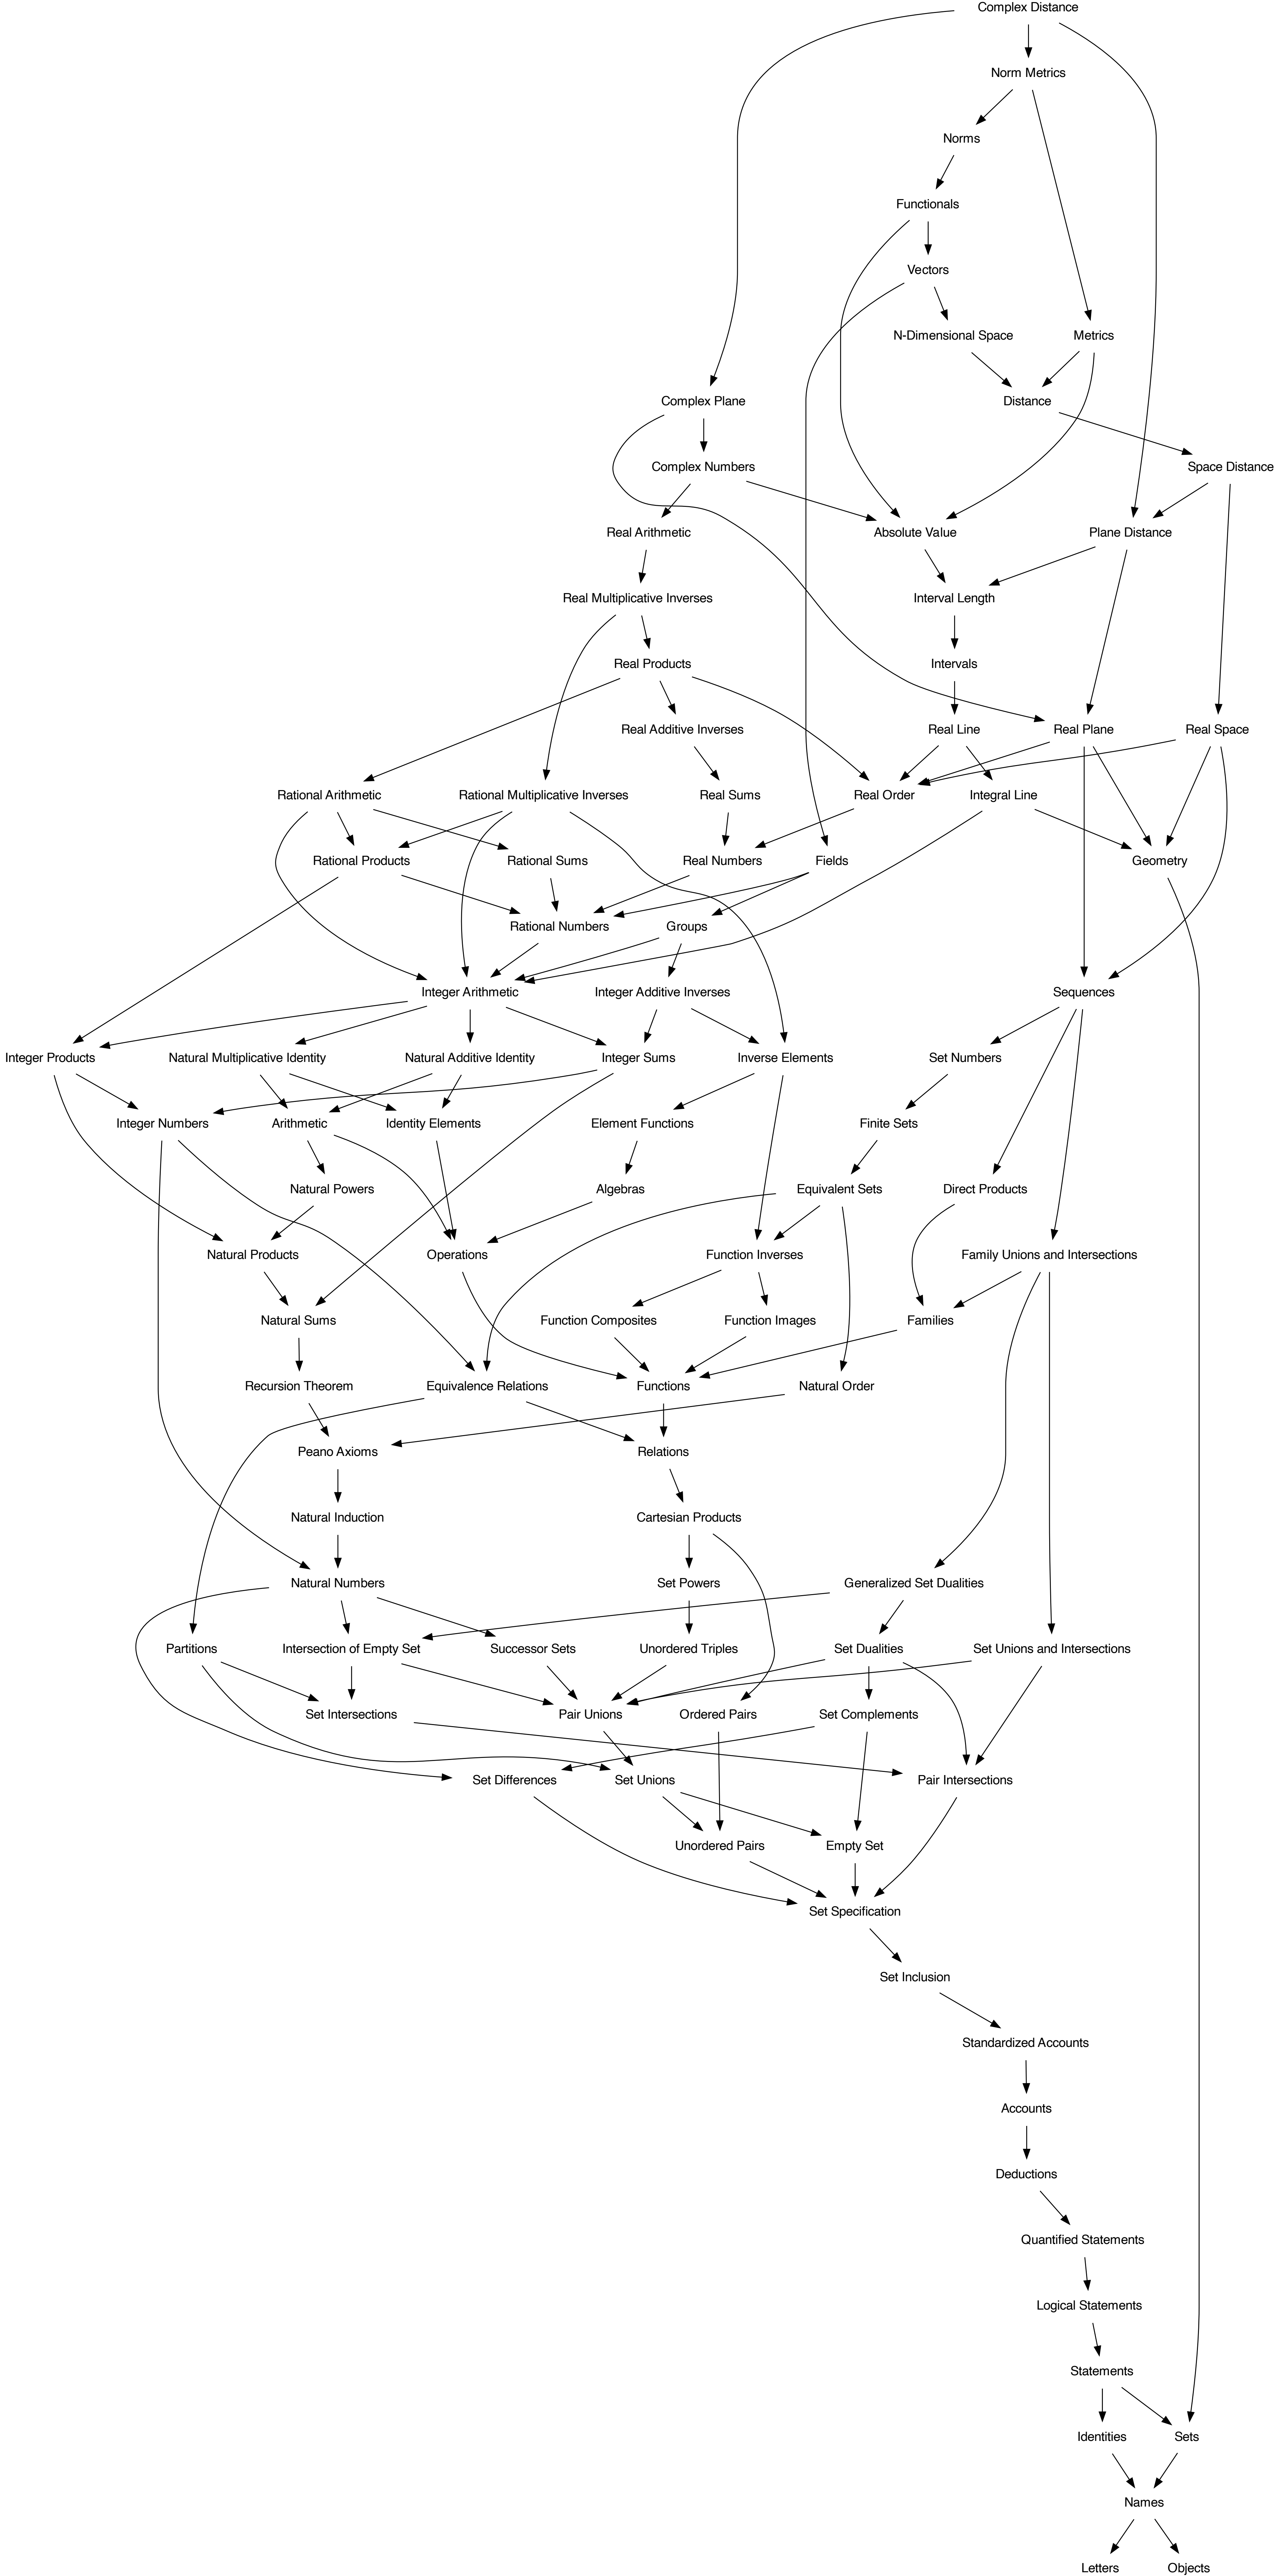 Complex Distance
Norm Metrics
Norms
Functionals
Vectors
N-Dimensional Space
Metrics
Complex Plane
Distance
Complex Numbers
Space Distance
Real Arithmetic
Absolute Value
Plane Distance
Real Multiplicative Inverses
Interval Length
Real Products
Intervals
Real Additive Inverses
Real Line
Real Plane
Real Space
Rational Arithmetic
Rational Multiplicative Inverses
Real Sums
Real Order
Integral Line
Rational Products
Rational Sums
Real Numbers
Fields
Geometry
Rational Numbers
Groups
Integer Arithmetic
Integer Additive Inverses
Sequences
Integer Products
Natural Multiplicative Identity
Natural Additive Identity
Integer Sums
Inverse Elements
Set Numbers
Integer Numbers
Arithmetic
Identity Elements
Element Functions
Finite Sets
Natural Powers
Algebras
Equivalent Sets
Direct Products
Natural Products
Operations
Function Inverses
Family Unions and Intersections
Natural Sums
Function Composites
Function Images
Families
Recursion Theorem
Equivalence Relations
Functions
Natural Order
Peano Axioms
Relations
Natural Induction
Cartesian Products
Natural Numbers
Set Powers
Generalized Set Dualities
Partitions
Intersection of Empty Set
Successor Sets
Unordered Triples
Set Dualities
Set Unions and Intersections
Set Intersections
Pair Unions
Ordered Pairs
Set Complements
Set Differences
Set Unions
Pair Intersections
Unordered Pairs
Empty Set
Set Specification
Set Inclusion
Standardized Accounts
Accounts
Deductions
Quantified Statements
Logical Statements
Statements
Identities
Sets
Names
Letters
Objects